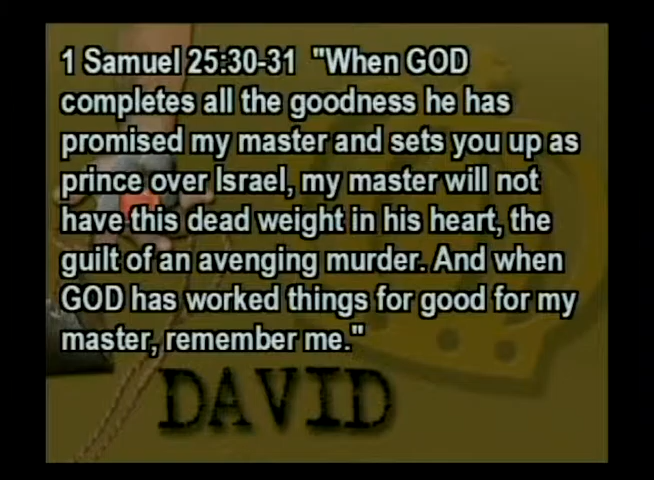 1 Samuel 25:30-31 "When GOD
completes all the goodness he has
promised my master and sets you up as
prince over Israel, my master will not
have this dead weight in his heart, the
guilt of an avenging murder. And when
GOD has worked things for good for my
master, remember me."
DAVID